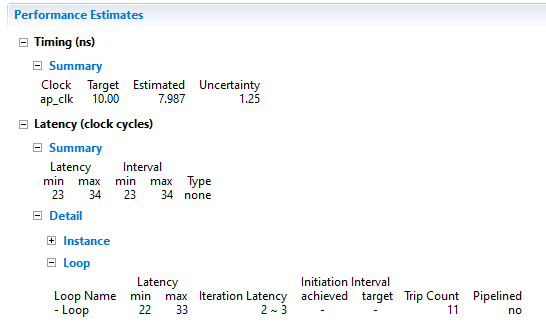 Performance Estimates
Timing (ns)
Summary
Clock Target Estimated Uncertainty
ap_clk 10.00 7.987 1.25
Latency (clock cycles)
Summary
Latency Interval
min max min max Type
23 34 23 34 none
Detail
Instance
Loop
Latency Initiation Interval
Loop Name min max Iteration Latency achieved target Trip Count Pipelined
- Loop 22 33 2 ~ 3 - - 11 no